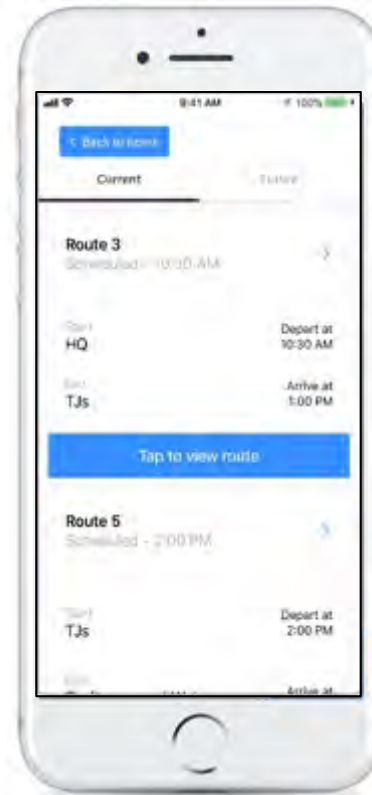 9:41 AM 100%
< Back to home
Current Future
Route 3
Scheduled - 10:30 AM
Start
HQ
Depart at
10:30 AM
End
TJs
Arrive at
1:00 PM
Tap to view route
Route 5
Scheduled - 2:00 PM
Start
TJs
Depart at
2:00 PM
End
Arrive at